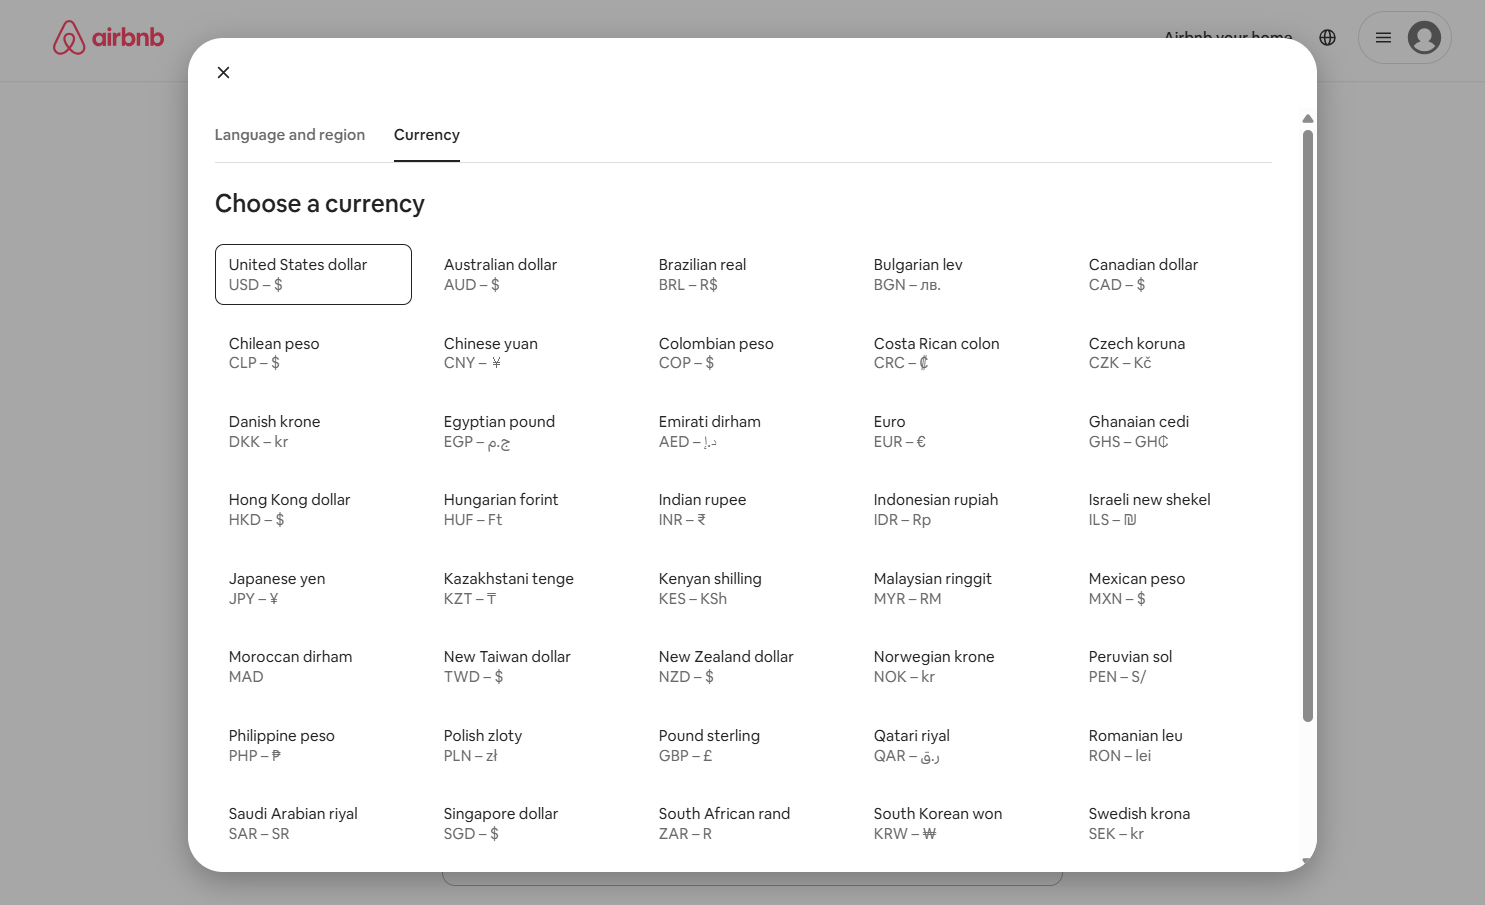 airbnb
Airbnb your home
Language and region
Currency
Choose a currency
United States dollar
USD – $
Australian dollar
AUD – $
Brazilian real
BRL – R$
Bulgarian lev
BGN – лв.
Canadian dollar
CAD – $
Chilean peso
CLP – $
Chinese yuan
CNY – ¥
Colombian peso
COP – $
Costa Rican colon
CRC – ₡
Czech koruna
CZK – Kč
Danish krone
DKK – kr
Egyptian pound
EGP – ج.م
Emirati dirham
AED – د.إ
Euro
EUR – €
Ghanaian cedi
GHS – GH₵
Hong Kong dollar
HKD – $
Hungarian forint
HUF – Ft
Indian rupee
INR – ₹
Indonesian rupiah
IDR – Rp
Israeli new shekel
ILS – ₪
Japanese yen
JPY – ¥
Kazakhstani tenge
KZT – ₸
Kenyan shilling
KES – KSh
Malaysian ringgit
MYR – RM
Mexican peso
MXN – $
Moroccan dirham
MAD
New Taiwan dollar
TWD – $
New Zealand dollar
NZD – $
Norwegian krone
NOK – kr
Peruvian sol
PEN – S/
Philippine peso
PHP – ₱
Polish zloty
PLN – zł
Pound sterling
GBP – £
Qatari riyal
QAR – ر.ق
Romanian leu
RON – lei
Saudi Arabian riyal
SAR – SR
Singapore dollar
SGD – $
South African rand
ZAR – R
South Korean won
KRW – ₩
Swedish krona
SEK – kr